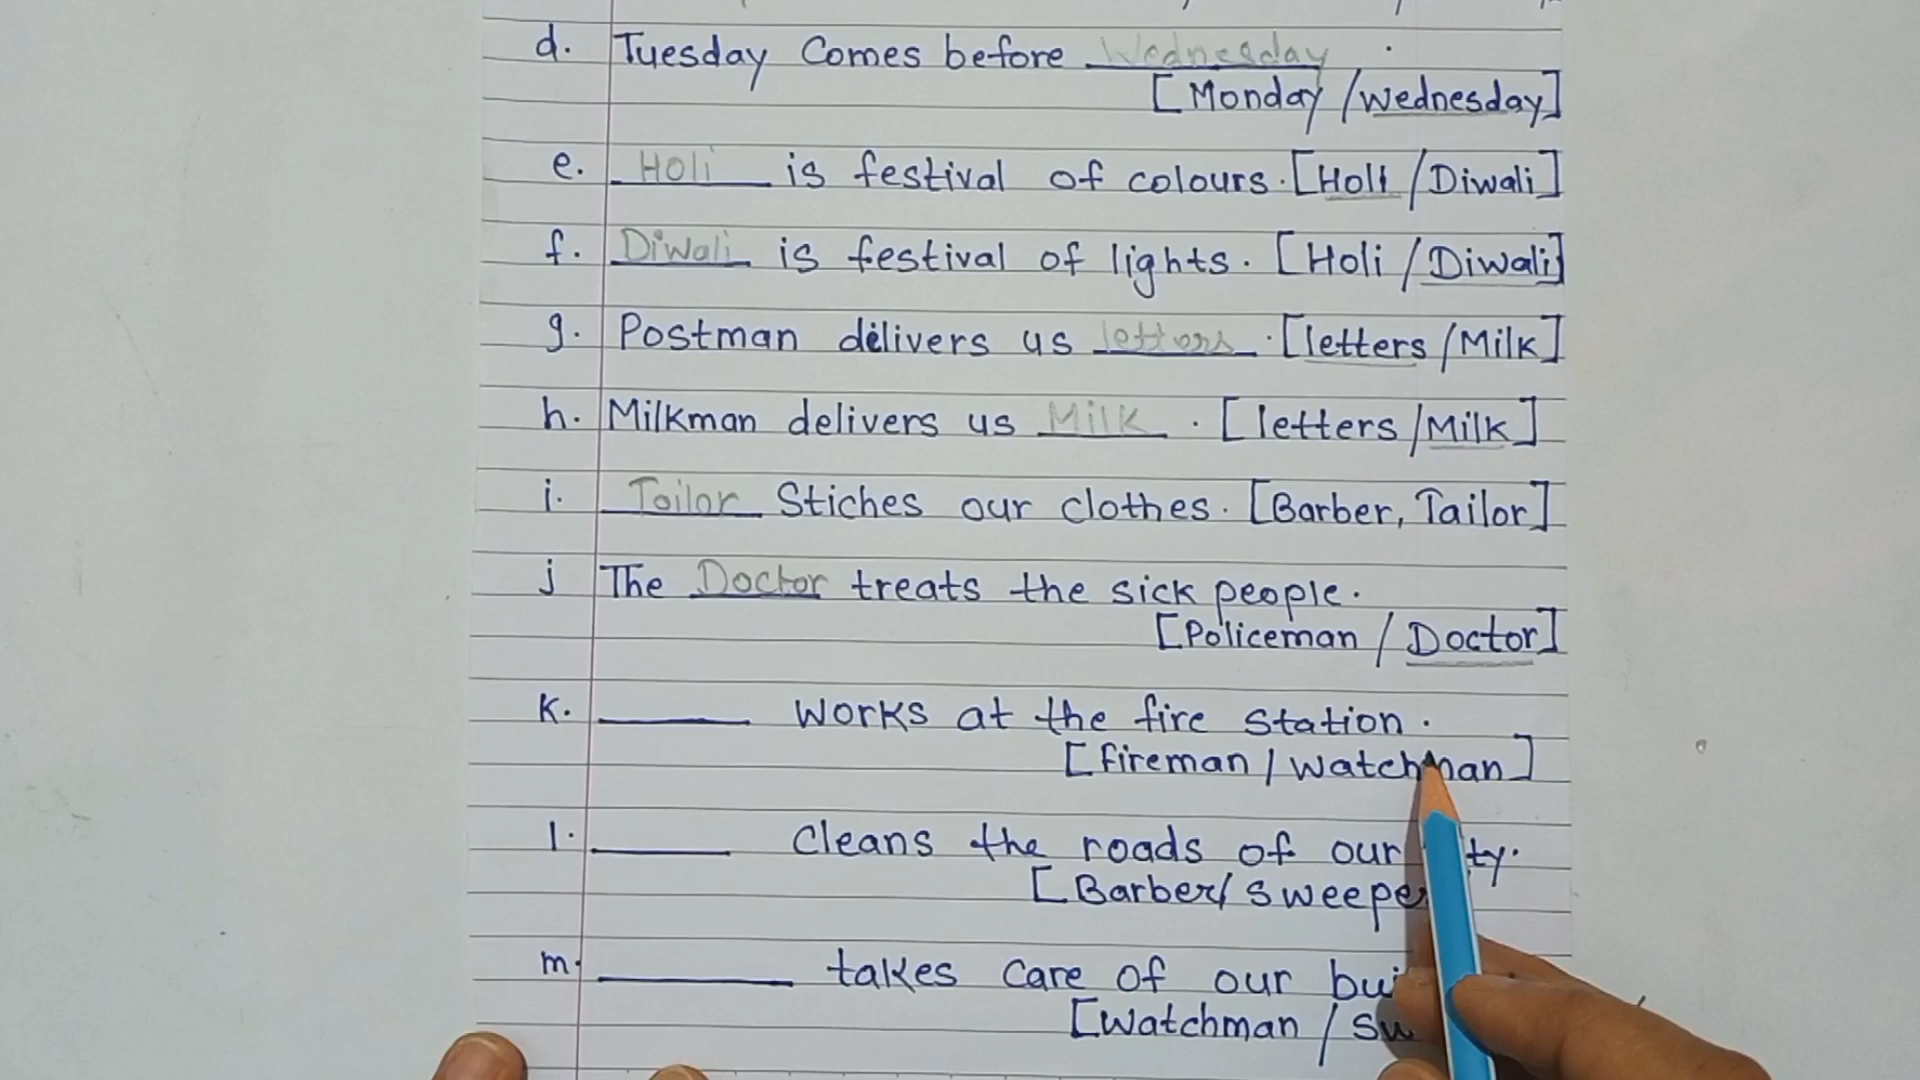 d. Tuesday Comes before Wednesday .
[Monday / Wednesday]
e. Holi is festival of colours. [Holi / Diwali]
f. Diwali is festival of lights. [Holi / Diwali]
g. Postman delivers us letters. [letters / Milk]
h. Milkman delivers us Milk. [letters / Milk]
i. Tailor Stiches our clothes. [Barber, Tailor]
j The Doctor treats the sick people.
[Policeman / Doctor]
k. ______ works at the fire station.
[fireman / watchman]
l. ______ cleans the roads of our
[Barber/ sweepe
m. ______ takes care of our
[Watchman /